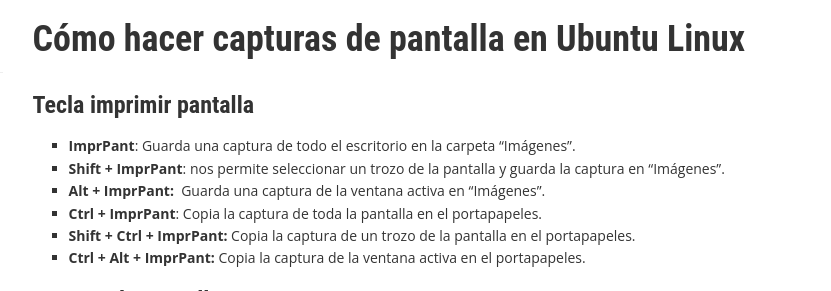 Cómo hacer capturas de pantalla en Ubuntu Linux
Tecla imprimir pantalla
ImprPant: Guarda una captura de todo el escritorio en la carpeta “Imágenes”.
Shift + ImprPant: nos permite seleccionar un trozo de la pantalla y guarda la captura en “Imágenes”.
Alt + ImprPant:  Guarda una captura de la ventana activa en “Imágenes”.
Ctrl + ImprPant: Copia la captura de toda la pantalla en el portapapeles.
Shift + Ctrl + ImprPant: Copia la captura de un trozo de la pantalla en el portapapeles.
Ctrl + Alt + ImprPant: Copia la captura de la ventana activa en el portapapeles.